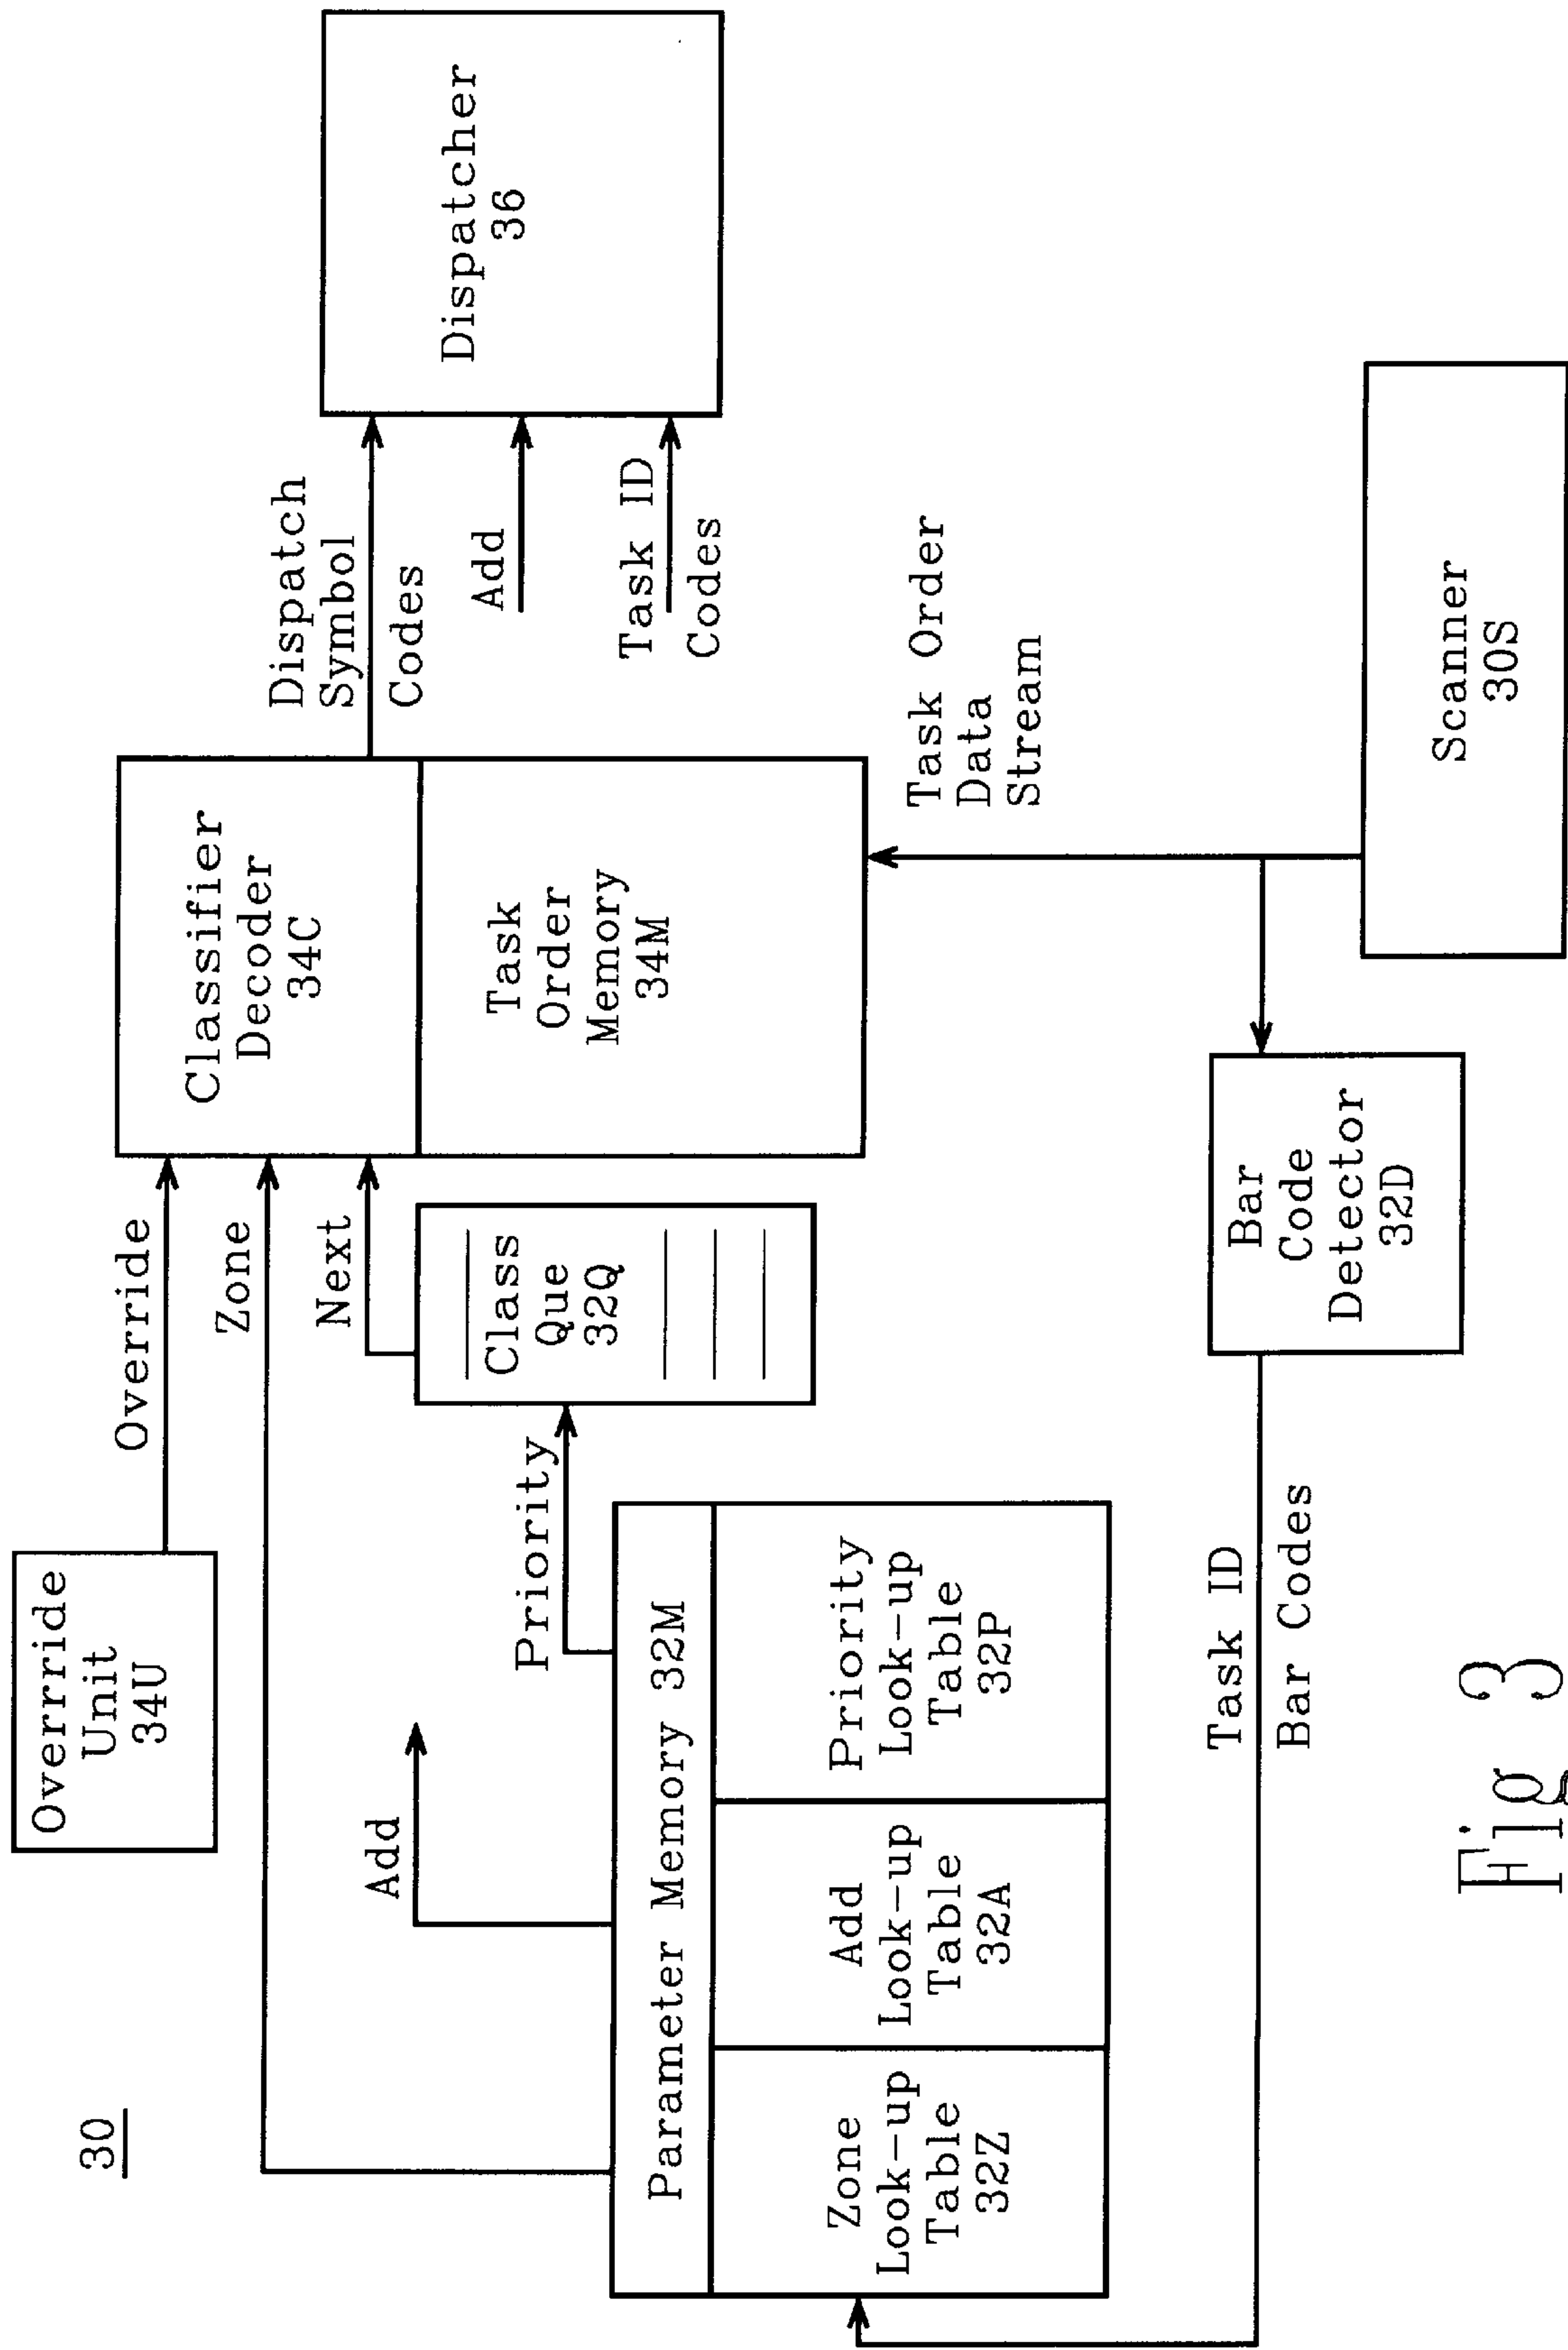 30
Override
Unit
34U
Override
Zone
Next
Add
Priority
Class
Que
32Q
Classifier
Decoder
34C
Task
Order
Memory
34M
Dispatch
Symbol
Codes
Add
Task ID
Codes
Dispatcher
36
Parameter Memory 32M
Zone
Look-up
Table
32Z
Add
Look-up
Table
32A
Priority
Look-up
Table
32P
Task Order
Data
Stream
Task ID
Bar Codes
Bar
Code
Detector
32D
Scanner
30S
Fig 3